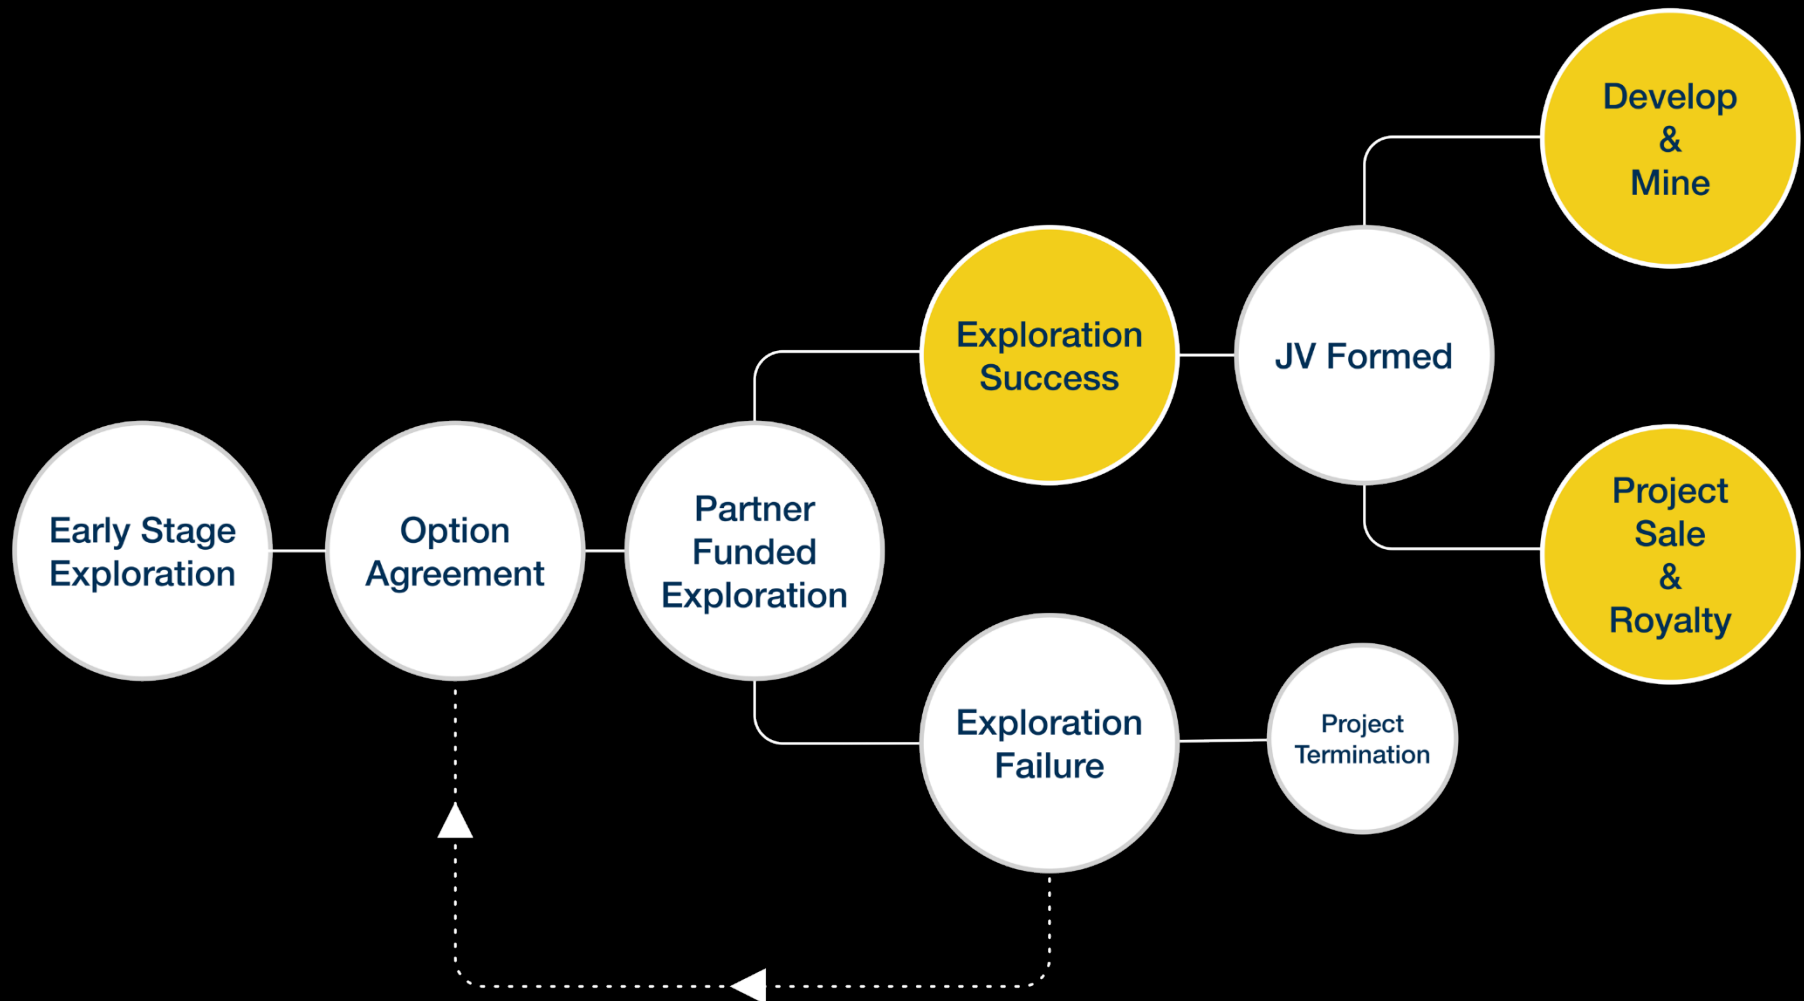 Early Stage
Exploration
Option
Agreement
Partner
Funded
Exploration
Exploration
Success
JV Formed
Develop
&
Mine
Project
Sale
&
Royalty
Exploration
Failure
Project
Termination